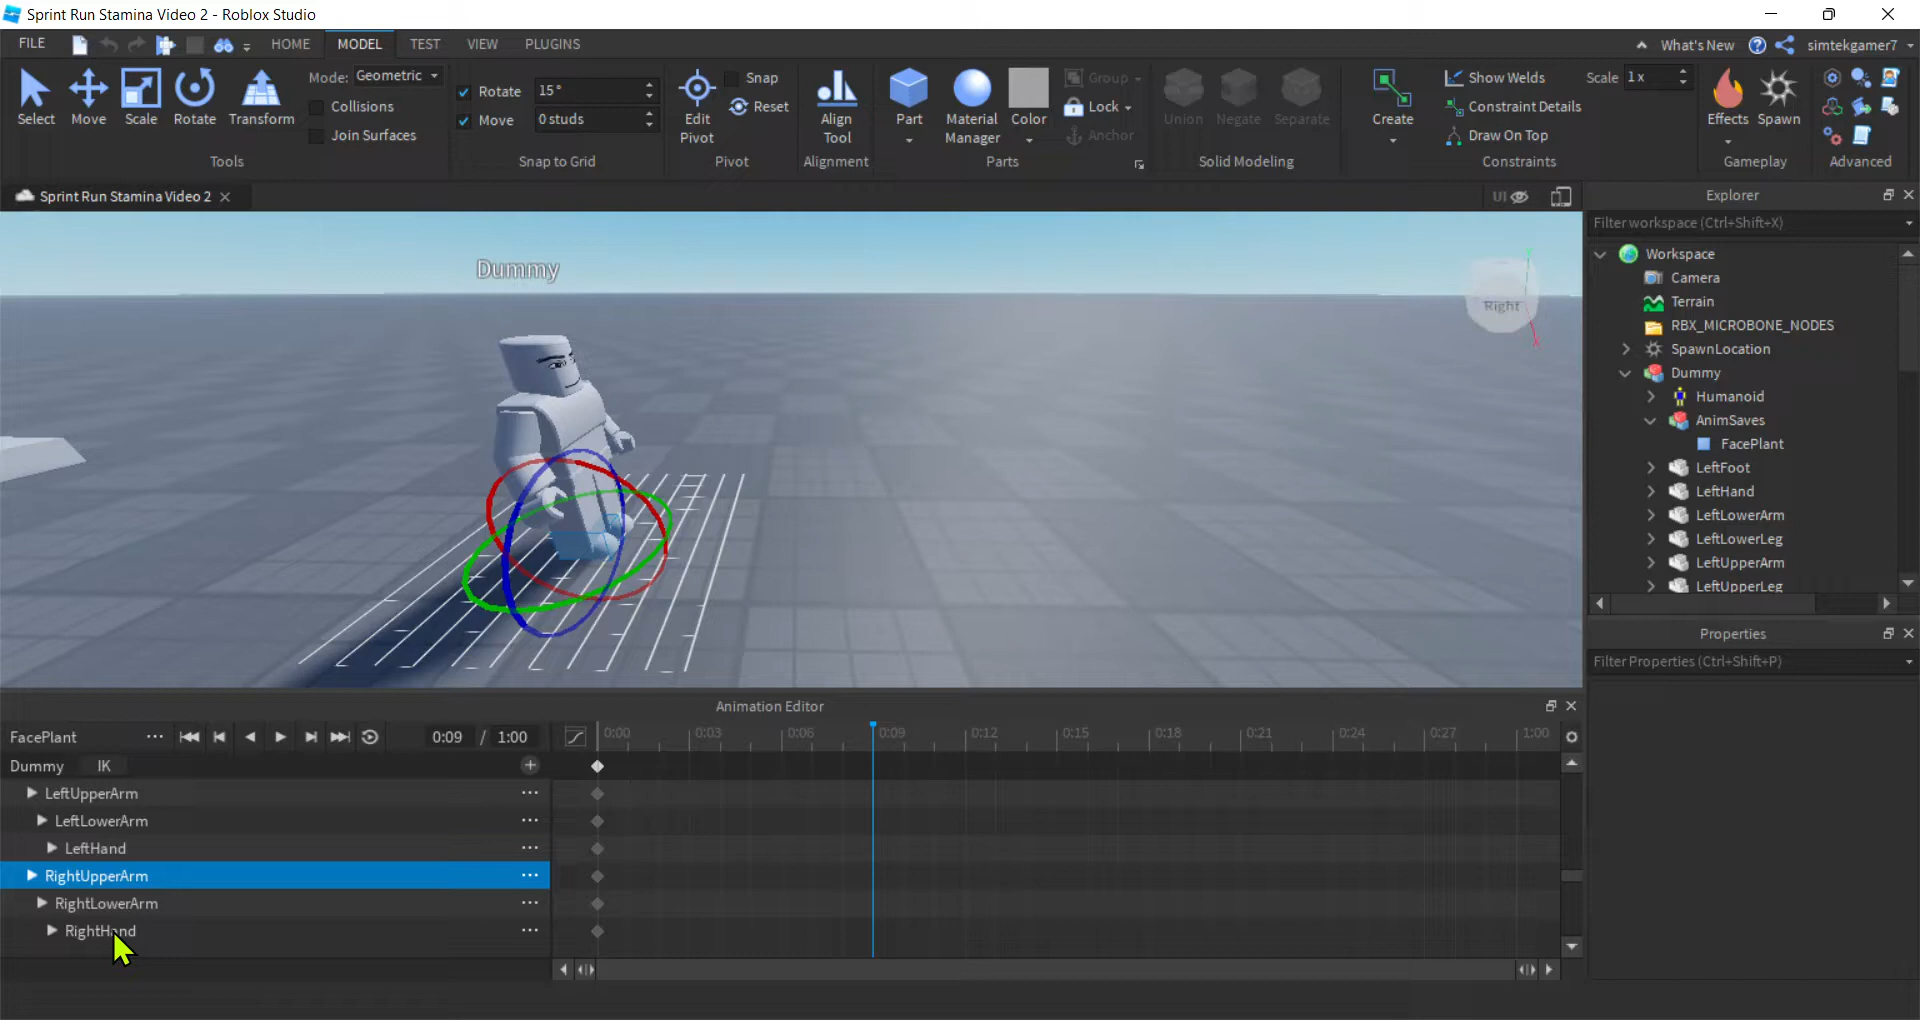 Sprint Run Stamina Video 2 - Roblox Studio
FILE HOME MODEL TEST VIEW PLUGINS What's New simtekgamer7
Select Move Scale Rotate Transform
Mode: Geometric
Collisions
Join Surfaces
Tools
Rotate 15°
Move 0 studs
Snap to Grid
Edit Pivot
Snap
Reset
Pivot
Align Tool
Alignment
Part
Material Manager
Color
Group
Lock
Anchor
Parts
Union Negate Separate
Solid Modeling
Create
Show Welds
Constraint Details
Draw On Top
Scale 1x
Constraints
Effects Spawn
Gameplay
Advanced
Sprint Run Stamina Video 2
UI
Dummy
Right
Explorer
Filter workspace (Ctrl+Shift+X)
Workspace
Camera
Terrain
RBX_MICROBONE_NODES
SpawnLocation
Dummy
Humanoid
AnimSaves
FacePlant
LeftFoot
LeftHand
LeftLowerArm
LeftLowerLeg
LeftUpperArm
LeftUpperLeg
Properties
Filter Properties (Ctrl+Shift+P)
Animation Editor
FacePlant ··· 0:09 / 1:00
0:00 0:03 0:06 0:09 0:12 0:15 0:18 0:21 0:24 0:27 1:00
Dummy IK
LeftUpperArm
LeftLowerArm
LeftHand
RightUpperArm
RightLowerArm
RightHand